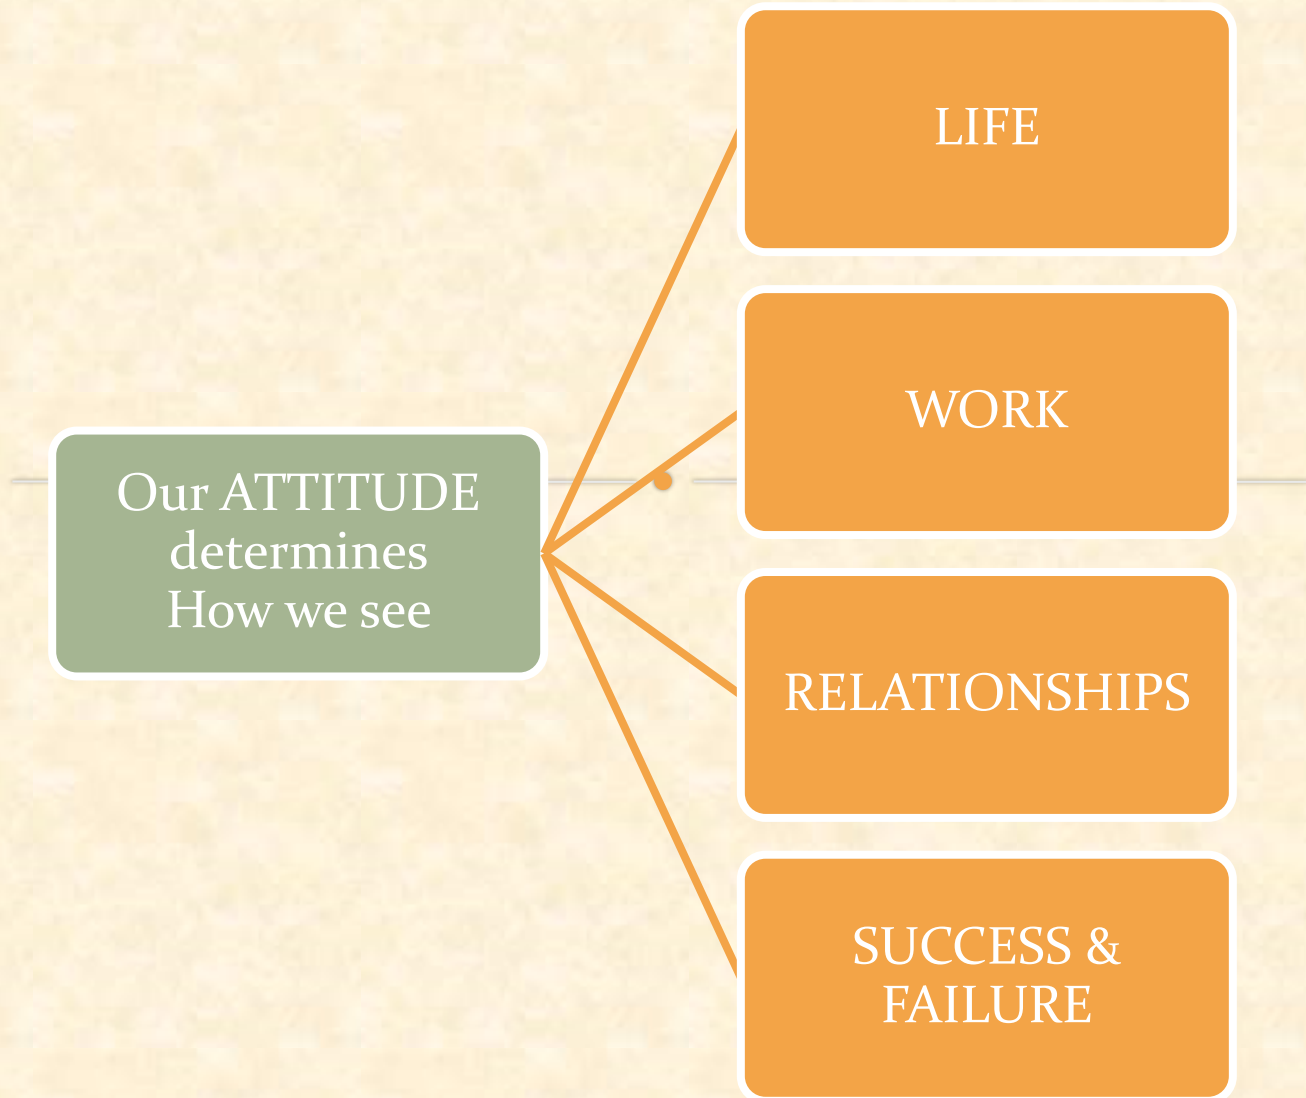 Our ATTITUDE
determines
How we see
LIFE
WORK
RELATIONSHIPS
SUCCESS &
FAILURE